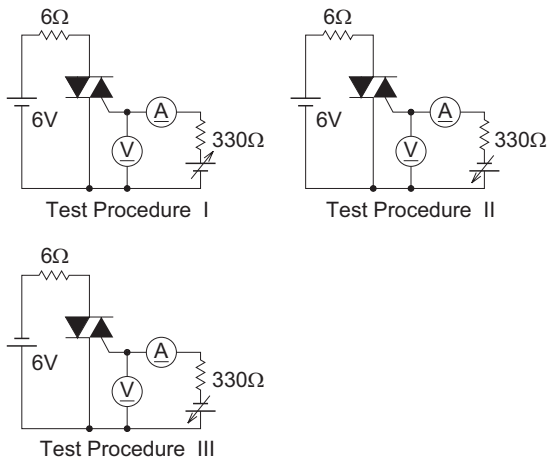 6Ω
6Ω
A
A
6V
330Ω
6V
330Ω
V
V
Test Procedure I
Test Procedure II
6Ω
A
6V
330Ω
V
Test Procedure III